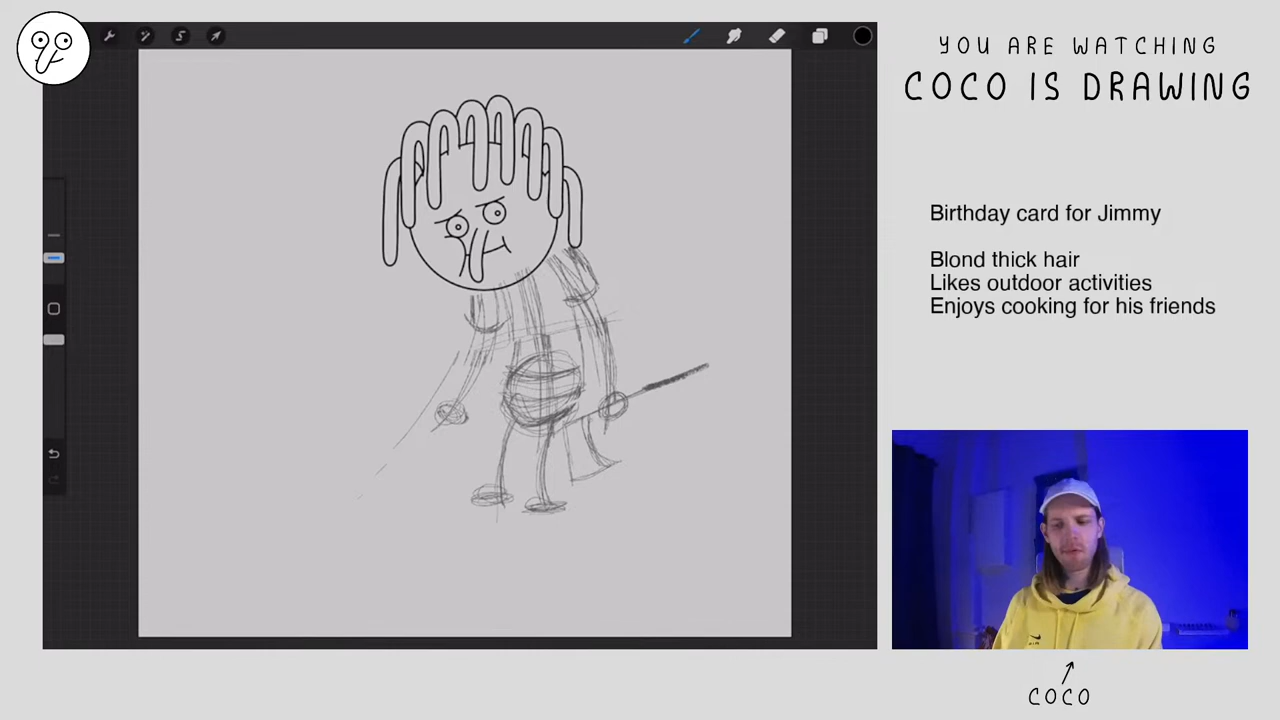 YOU ARE WATCHING
COCO IS DRAWING
Birthday card for Jimmy
Blond thick hair
Likes outdoor activities
Enjoys cooking for his friends
COCO